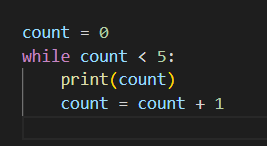 count = 0
while count < 5:
    print(count)
    count = count + 1